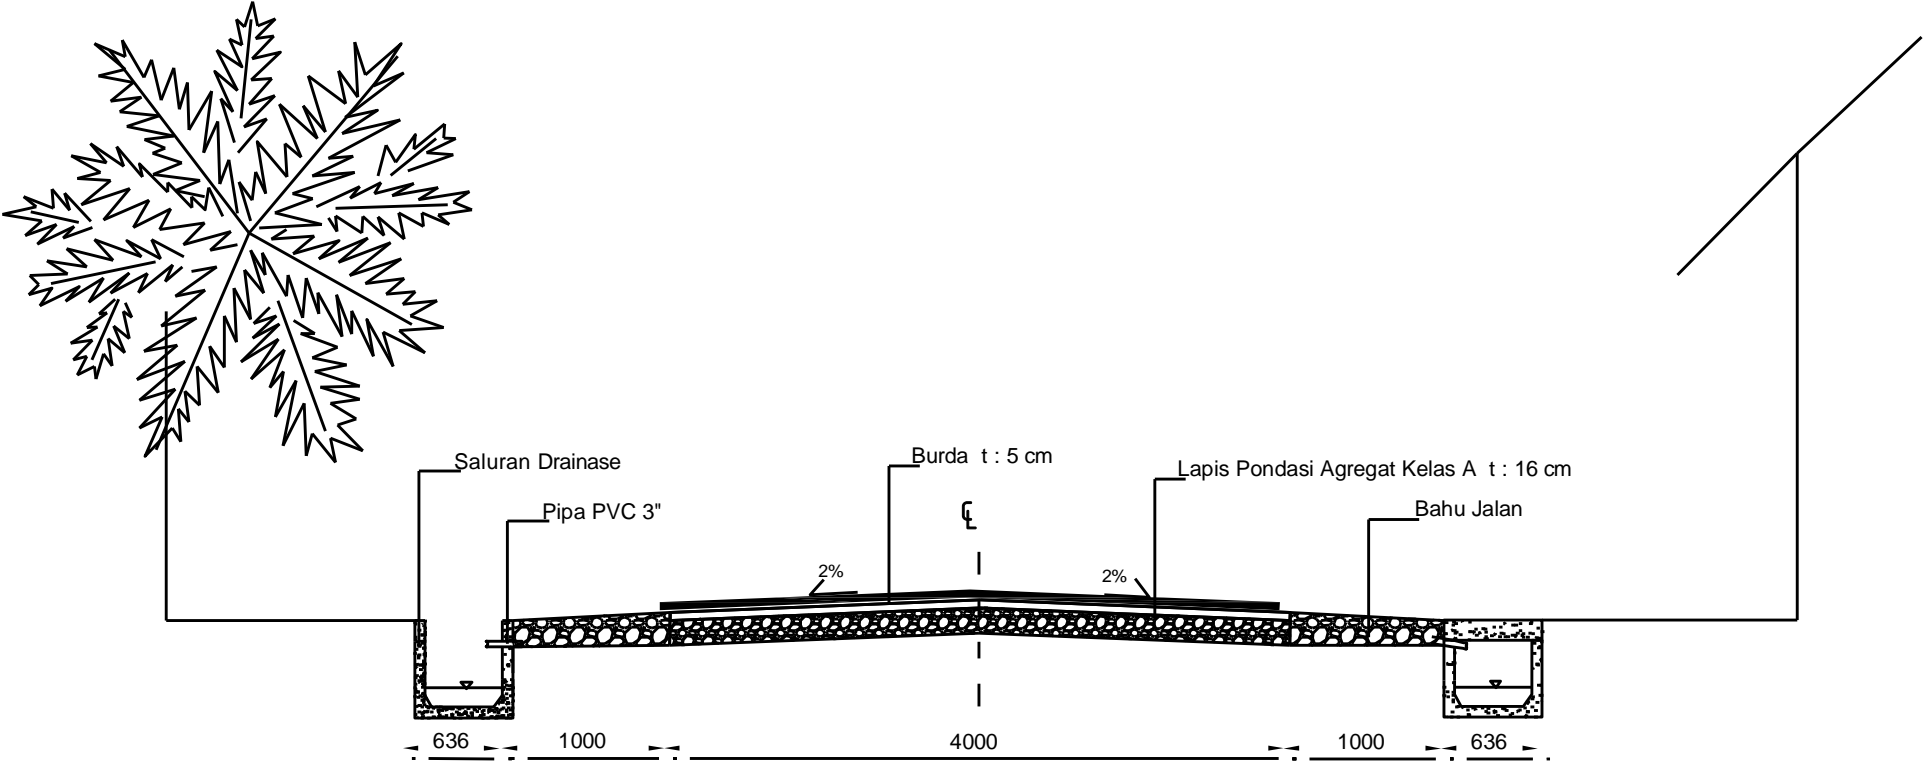 Burda t : 5 cm
Saluran Drainase
Lapis Pondasi Agregat Kelas A t : 16 cm
Pipa PVC 3"
Bahu Jalan
℄
2%
2%
636
1000
4000
1000
636